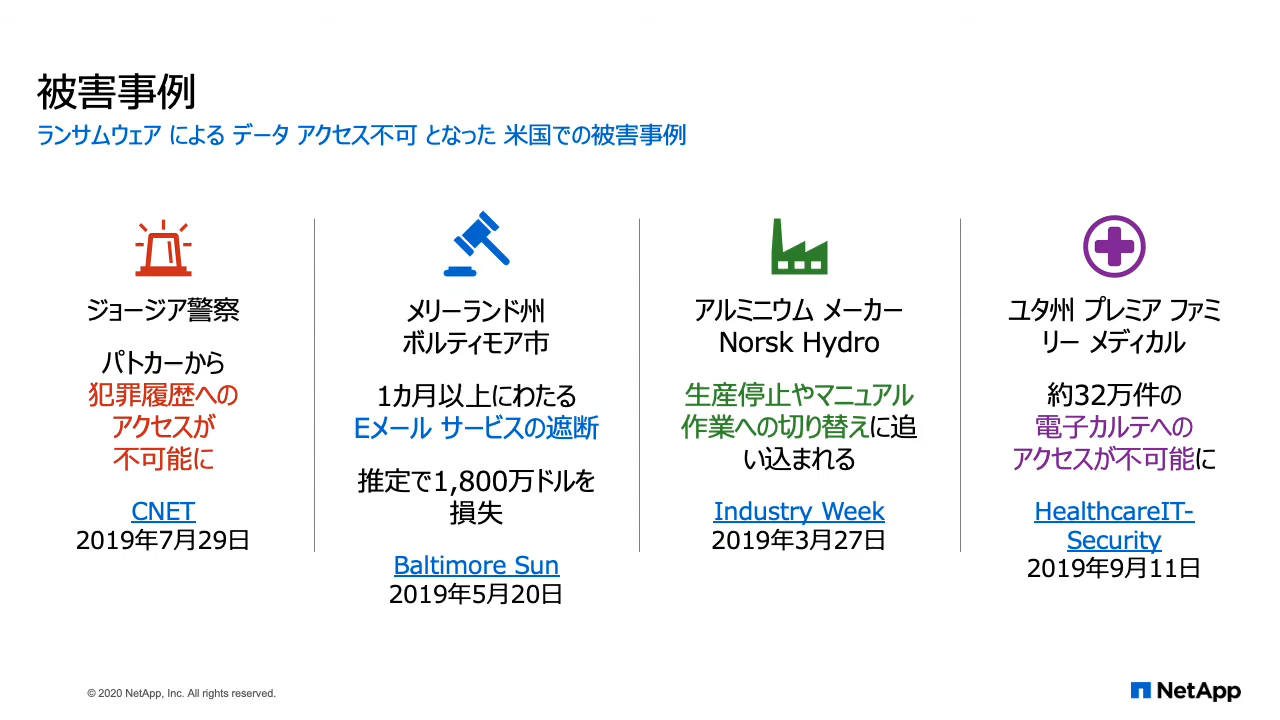 被害事例
ランサムウェア による データ アクセス不可 となった 米国での被害事例
ジョージア警察
パトカーから
犯罪履歴への
アクセスが
不可能に
CNET
2019年7月29日
メリーランド州
ボルティモア市
1カ月以上にわたる
Eメール サービスの遮断
推定で1,800万ドルを
損失
Baltimore Sun
2019年5月20日
アルミニウム メーカー
Norsk Hydro
生産停止やマニュアル
作業への切り替えに追
い込まれる
Industry Week
2019年3月27日
ユタ州 プレミア ファミ
リー メディカル
約32万件の
電子カルテへの
アクセスが不可能に
HealthcareIT-
Security
2019年9月11日
© 2020 NetApp, Inc. All rights reserved.
NetApp